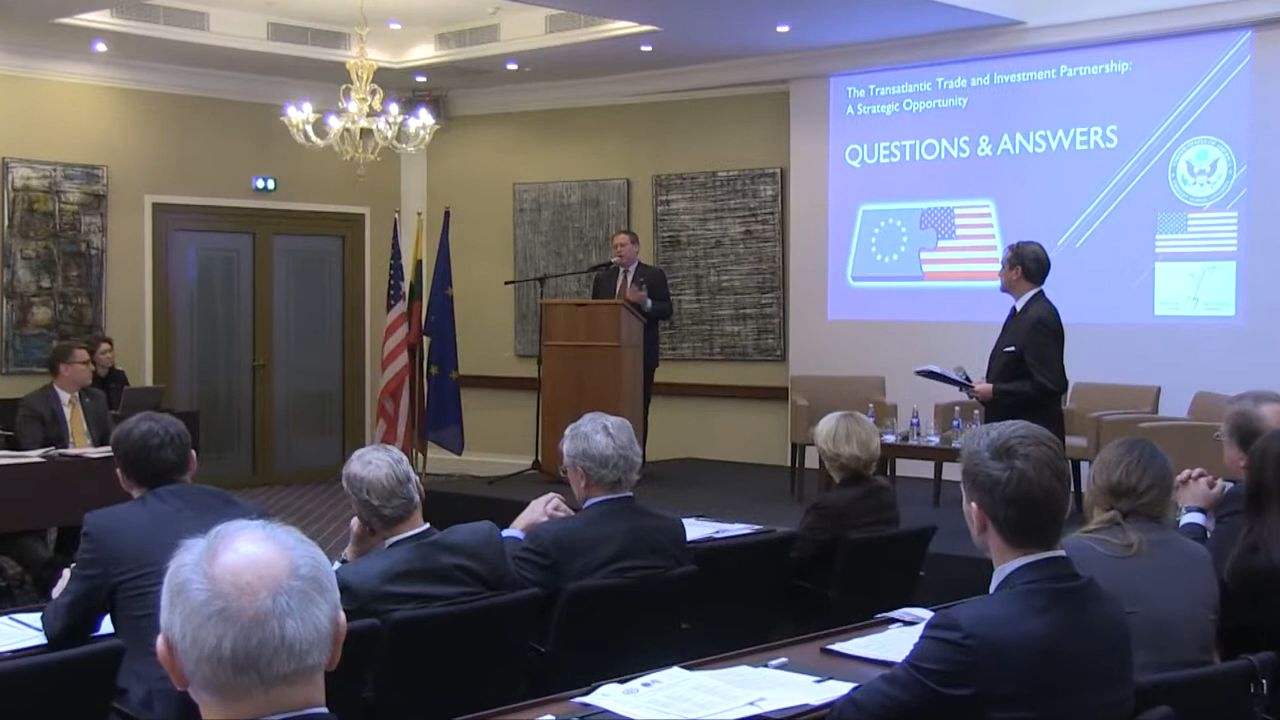 The Transatlantic Trade and Investment Partnership:
A Strategic Opportunity
QUESTIONS & ANSWERS